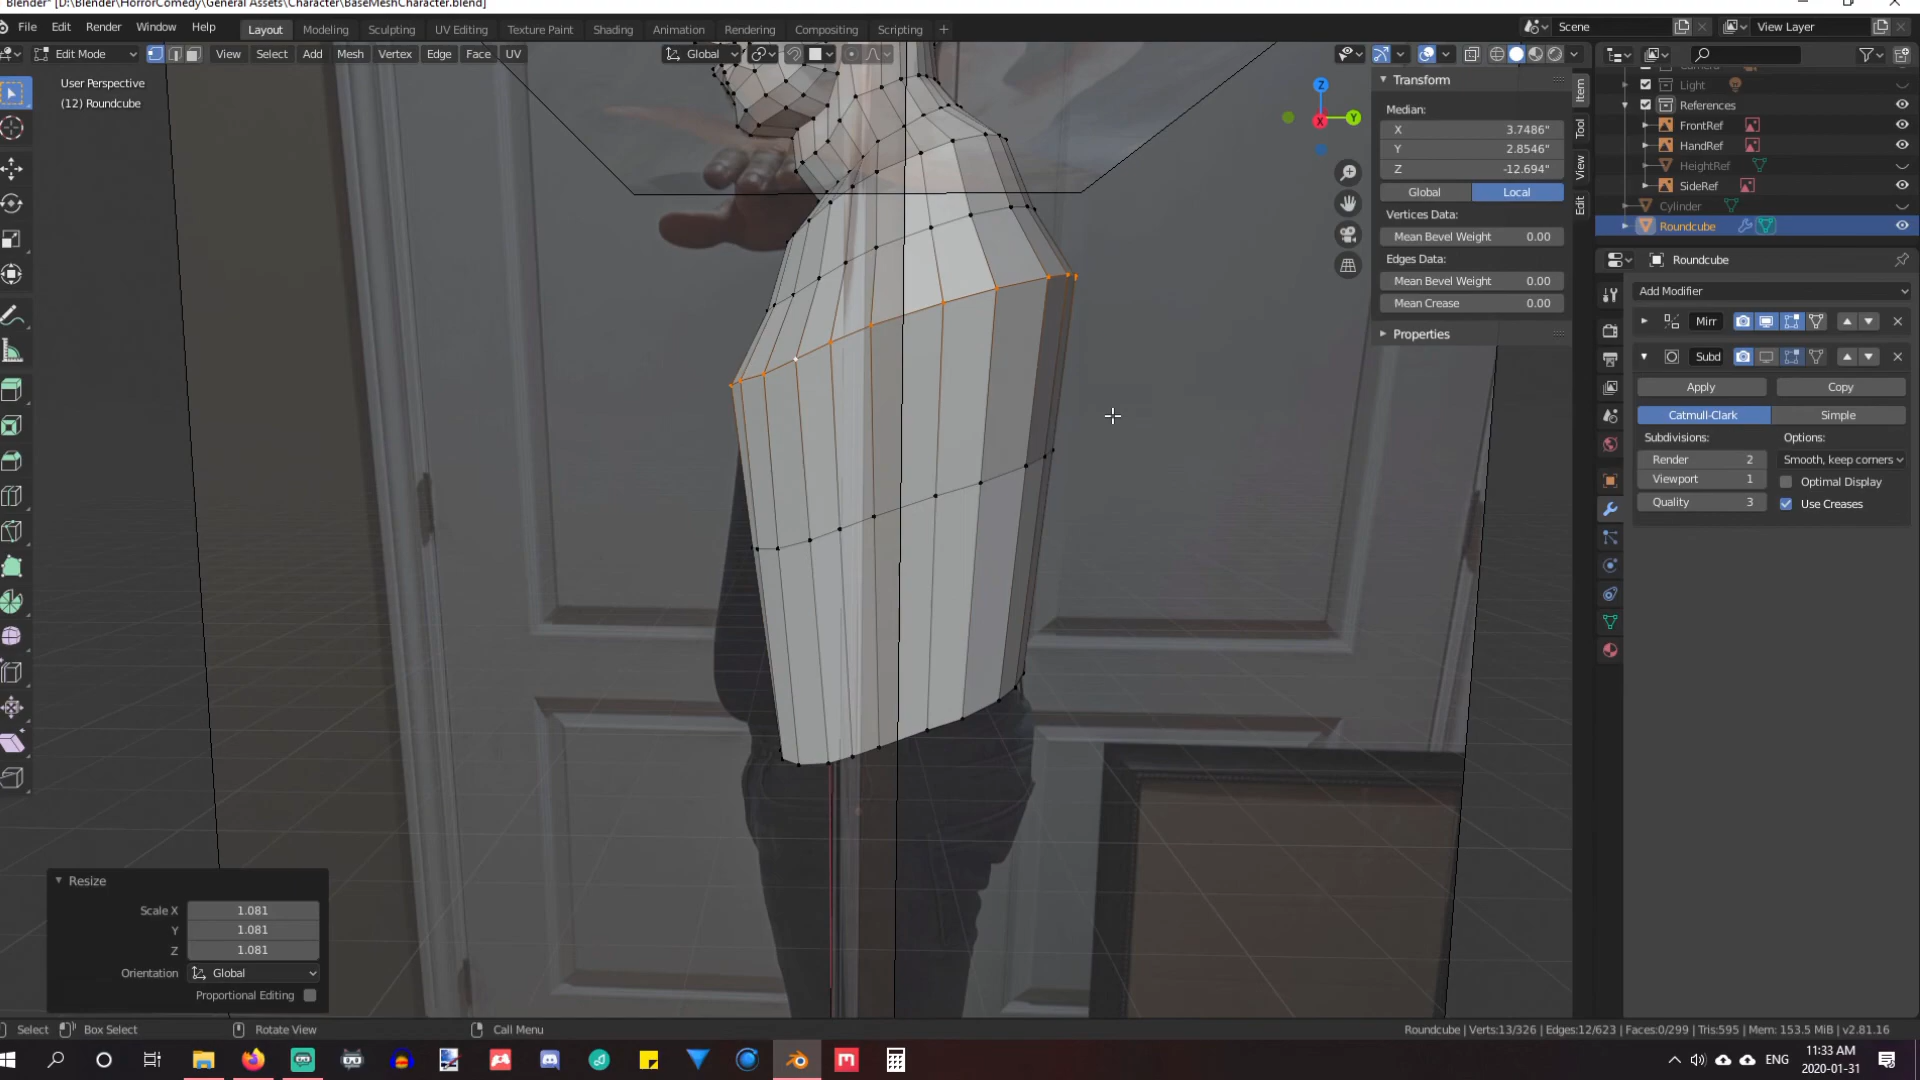 Blender* [D:\Blender\HorrorComedy\General Assets\Character\BaseMeshCharacter.blend]
File Edit Render Window Help
Layout Modeling Sculpting UV Editing Texture Paint Shading Animation Rendering Compositing Scripting +
Scene
View Layer
Edit Mode
View Select Add Mesh Vertex Edge Face UV
Global
User Perspective
(12) Roundcube
Z
X
Y
Transform
Median:
X 3.7486"
Y 2.8546"
Z -12.694"
Global Local
Vertices Data:
Mean Bevel Weight 0.00
Edges Data:
Mean Bevel Weight 0.00
Mean Crease 0.00
Properties
Item
Tool
View
Edit
Light
References
FrontRef
HandRef
HeightRef
SideRef
Cylinder
Roundcube
Roundcube
Add Modifier
Mirr
Subd
Apply Copy
Catmull-Clark Simple
Subdivisions: Options:
Render 2 Smooth, keep corners
Viewport 1 Optimal Display
Quality 3 Use Creases
Resize
Scale X 1.081
Y 1.081
Z 1.081
Orientation Global
Proportional Editing
Select Box Select Rotate View Call Menu
Roundcube | Verts:13/326 | Edges:12/623 | Faces:0/299 | Tris:595 | Mem: 153.5 MiB | v2.81.16
ENG
11:33 AM
2020-01-31